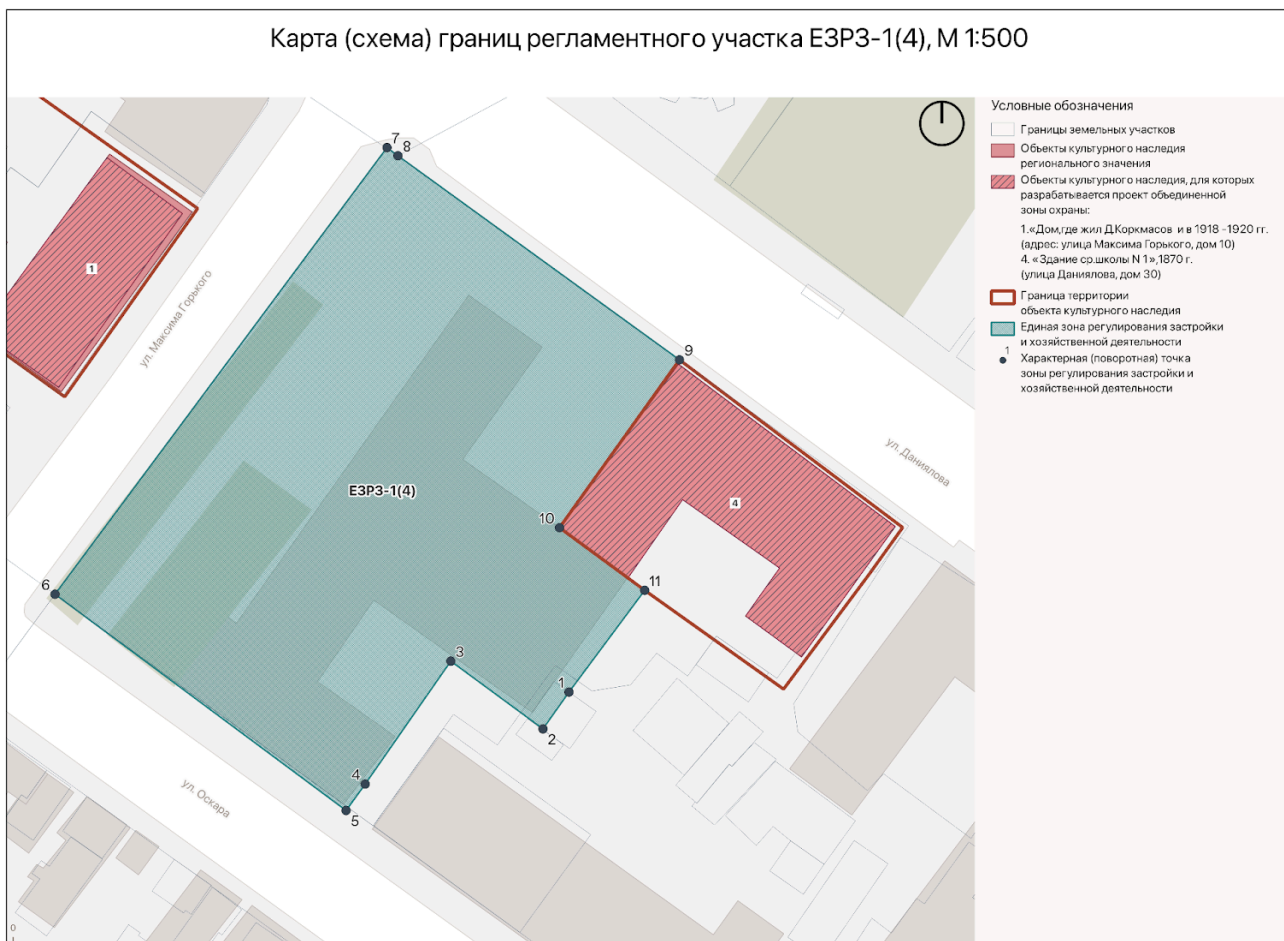 Карта (схема) границ регламентного участка ЕЗРЗ-1(4), М 1:500
Условные обозначения
Границы земельных участков
Объекты культурного наследия
регионального значения
Объекты культурного наследия, для которых
разрабатывается проект объединенной
зоны охраны:
1.«Дом,где жил Д.Коркмасов и в 1918 -1920 гг.
(адрес: улица Максима Горького, дом 10)
4. «Здание ср.школы N 1»,1870 г.
(улица Даниялова, дом 30)
Граница территории
объекта культурного наследия
Единая зона регулирования застройки
и хозяйственной деятельности
1
Характерная (поворотная) точка
зоны регулирования застройки и
хозяйственной деятельности
7
8
1
ул. Максима Горького
9
ул. Даниялова
ЕЗРЗ-1(4)
4
10
11
6
3
1
2
4
5
ул. Оскара
0